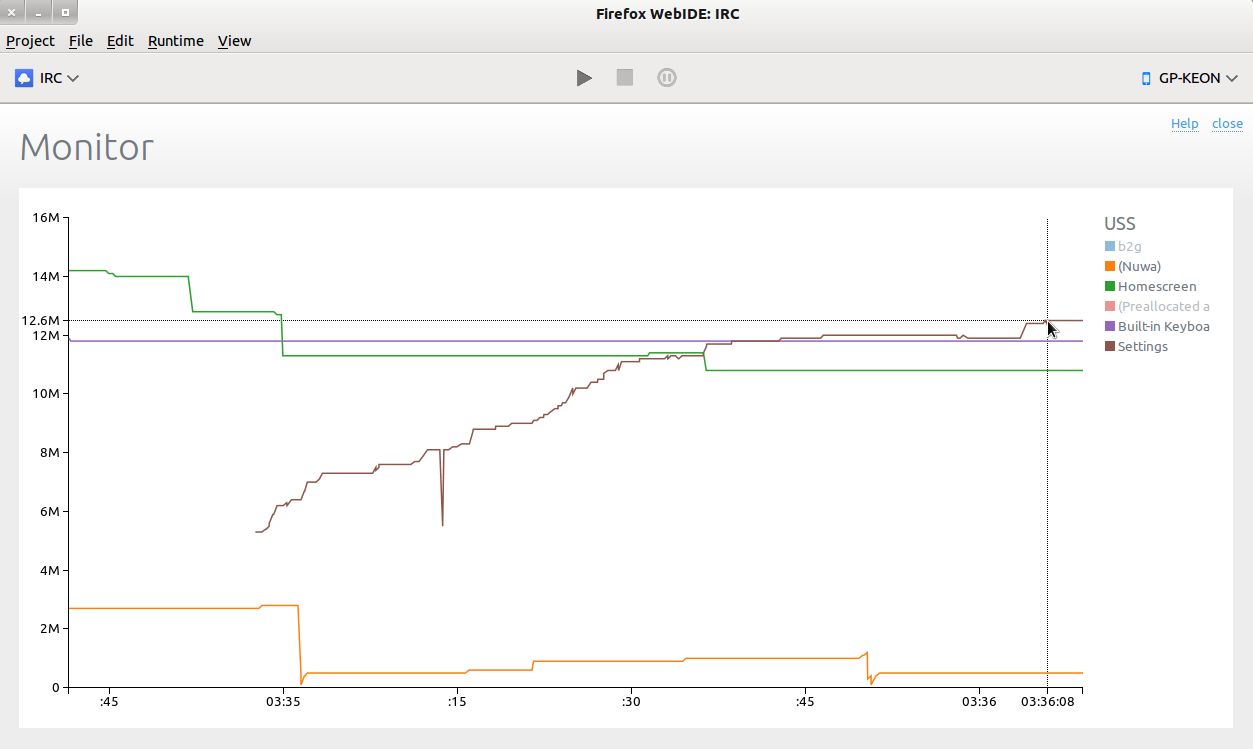 Firefox WebIDE: IRC
Project File Edit Runtime View
IRC GP-KEON
Help close
Monitor
16M
14M
12.6M
12M
10M
8M
6M
4M
2M
0
:45 03:35 :15 :30 :45 03:36 03:36:08
USS
b2g
(Nuwa)
Homescreen
(Preallocated a
Built-in Keyboa
Settings